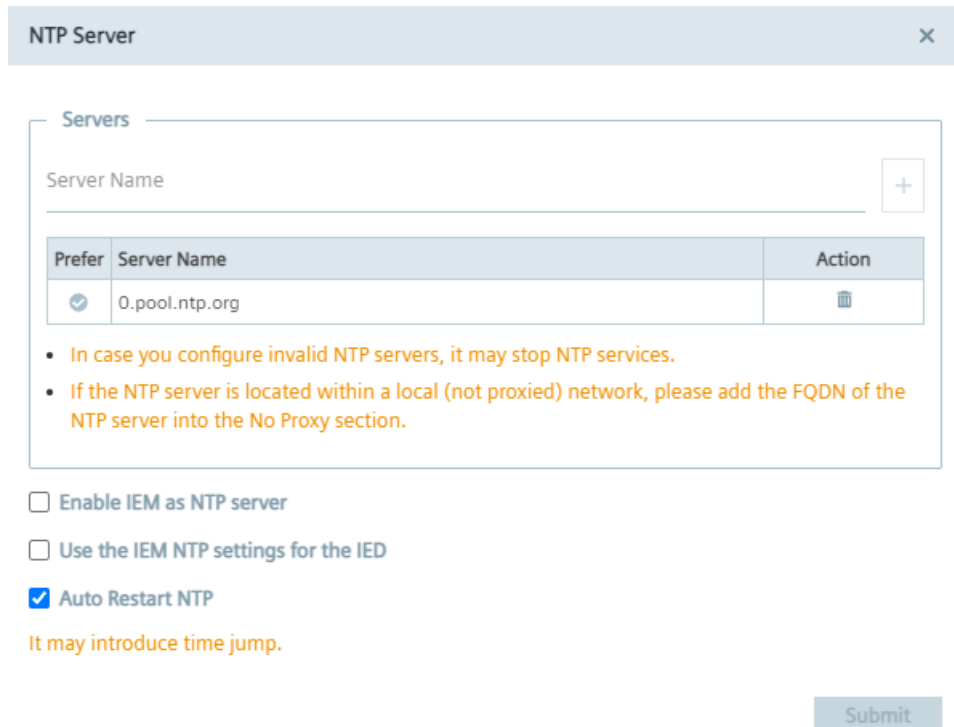 NTP Server
Servers
Server Name
Prefer Server Name Action
0.pool.ntp.org
In case you configure invalid NTP servers, it may stop NTP services.
If the NTP server is located within a local (not proxied) network, please add the FQDN of the
NTP server into the No Proxy section.
Enable IEM as NTP server
Use the IEM NTP settings for the IED
Auto Restart NTP
It may introduce time jump.
Submit